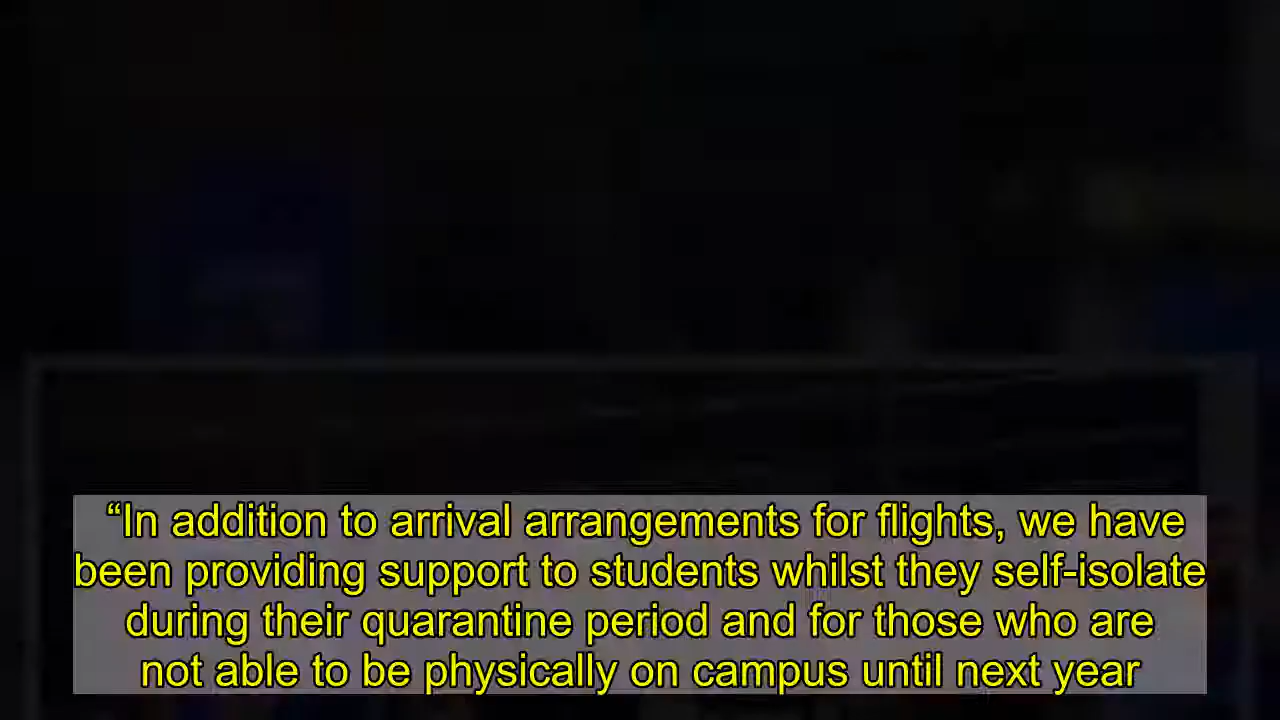 “In addition to arrival arrangements for flights, we have
been providing support to students whilst they self-isolate
during their quarantine period and for those who are
not able to be physically on campus until next year